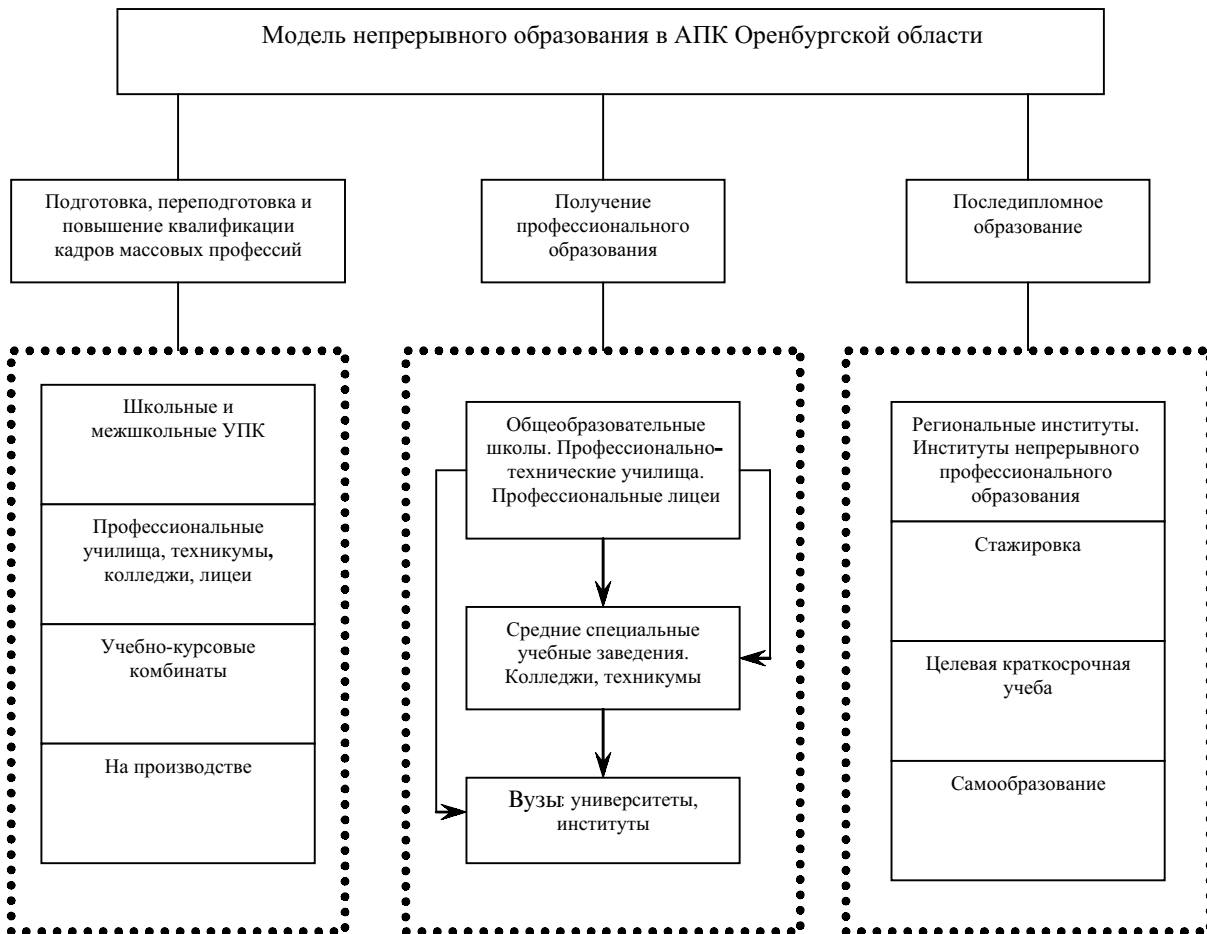 Модель непрерывного образования в АПК Оренбургской области
Подготовка, переподготовка и
повышение квалификации
кадров массовых профессий
Получение
профессионального
образования
Последипломное
образование
Школьные и
межшкольные УПК
Профессиональные
училища, техникумы,
колледжи, лицеи
Учебно-курсовые
комбинаты
На производстве
Общеобразовательные
школы. Профессионально-
технические училища.
Профессиональные лицеи
Средние специальные
учебные заведения.
Колледжи, техникумы
Вузы: университеты,
институты
Региональные институты.
Институты непрерывного
профессионального
образования
Стажировка
Целевая краткосрочная
учеба
Самообразование